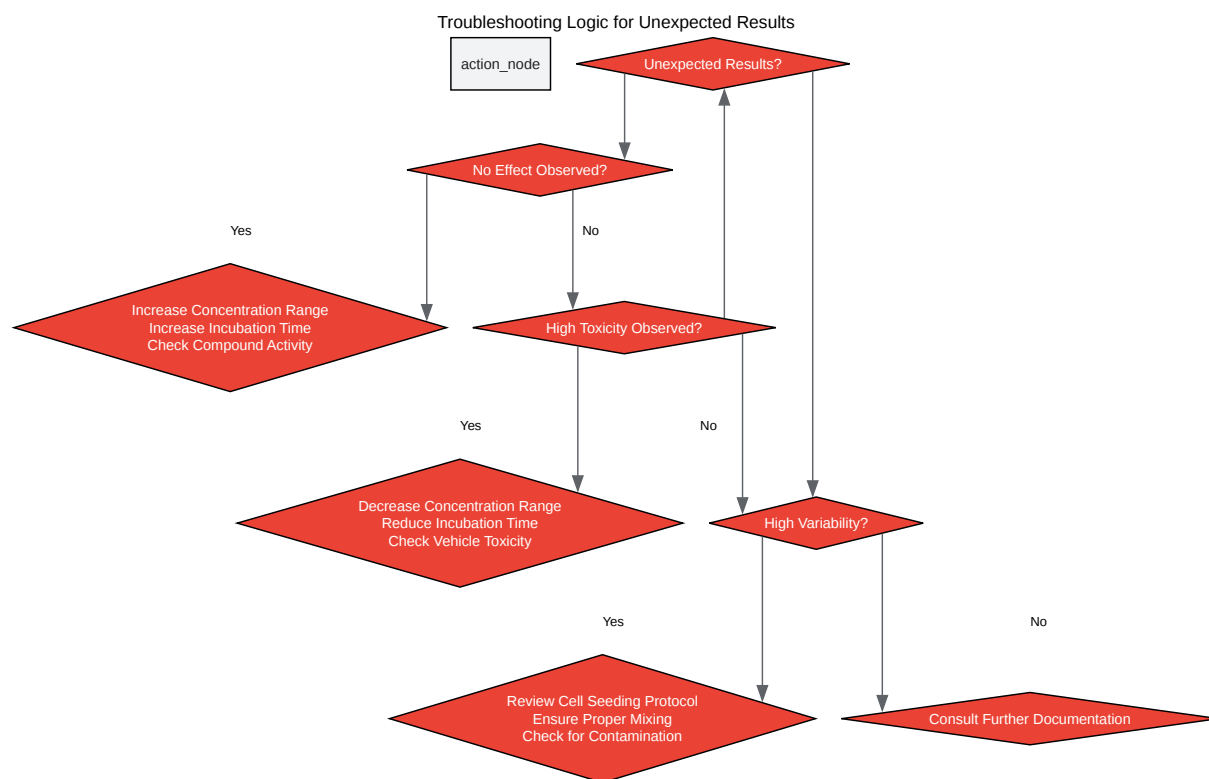 Troubleshooting Logic for Unexpected Results
action_node
Unexpected Results?
No Effect Observed?
Yes
No
Increase Concentration Range
Increase Incubation Time
Check Compound Activity
High Toxicity Observed?
Yes
No
Decrease Concentration Range
Reduce Incubation Time
Check Vehicle Toxicity
High Variability?
Yes
No
Review Cell Seeding Protocol
Ensure Proper Mixing
Check for Contamination
Consult Further Documentation